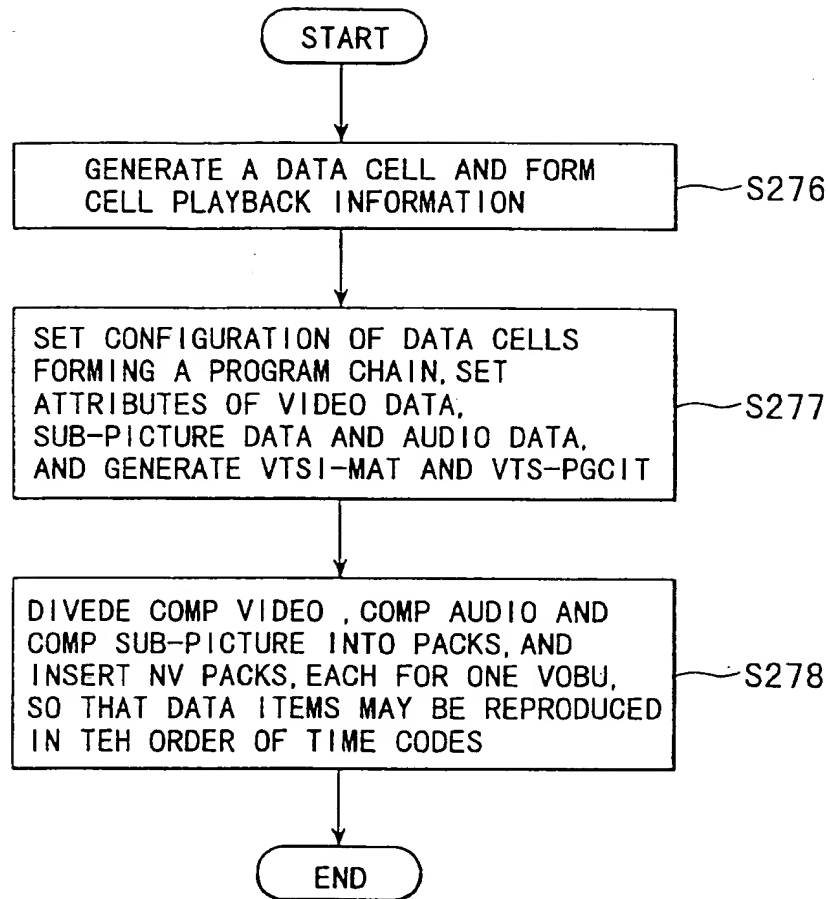 START
GENERATE A DATA CELL AND FORM
CELL PLAYBACK INFORMATION
S276
SET CONFIGURATION OF DATA CELLS
FORMING A PROGRAM CHAIN, SET
ATTRIBUTES OF VIDEO DATA,
SUB-PICTURE DATA AND AUDIO DATA,
AND GENERATE VTSI-MAT AND VTS-PGCIT
S277
DIVEDE COMP VIDEO , COMP AUDIO AND
COMP SUB-PICTURE INTO PACKS, AND
INSERT NV PACKS, EACH FOR ONE VOBU,
SO THAT DATA ITEMS MAY BE REPRODUCED
IN TEH ORDER OF TIME CODES
S278
END